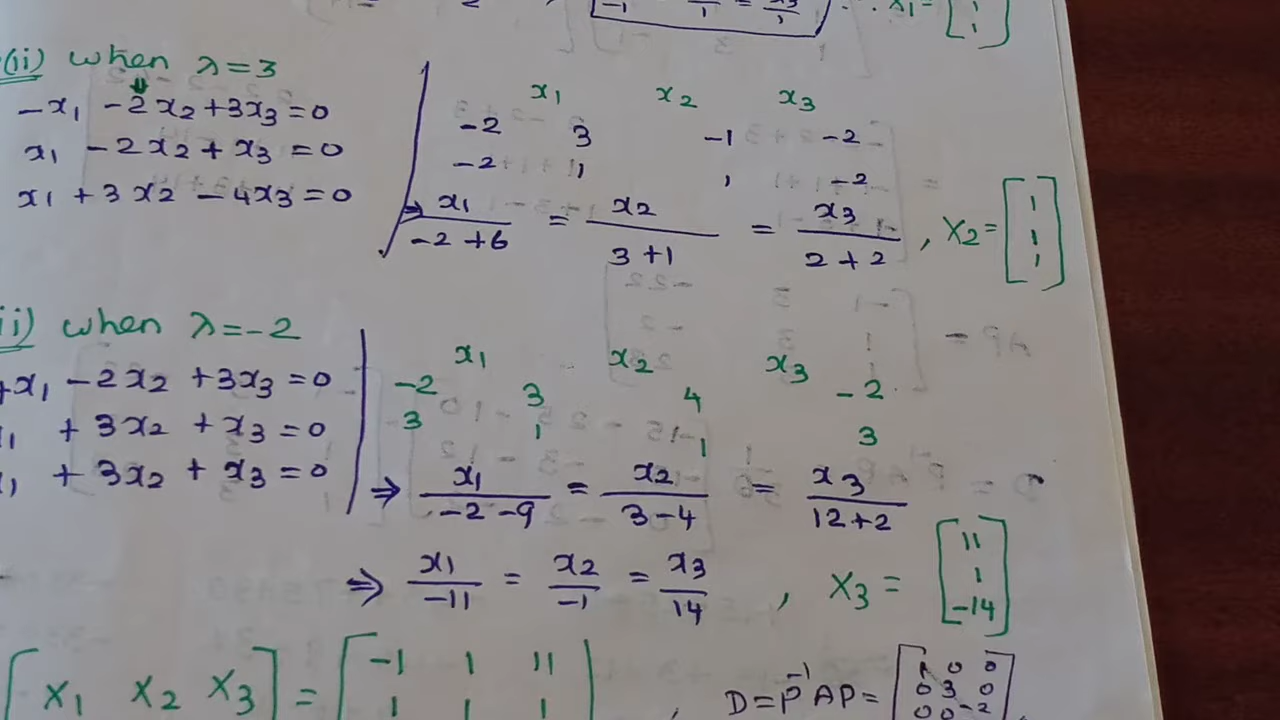 (ii) when λ=3
-x₁ -2x₂ +3x₃=0
x₁ -2x₂+x₃=0
x₁+3x₂-4x₃=0
x₁ x₂ x₃
-2 3 -1 -2
-2 1 1 -2
x₁/(-2+6) = x₂/(3+1) = x₃/(2+2), X₂=[1 1 1]
ii) when λ=-2
+x₁ -2x₂ +3x₃=0
x₁ +3x₂ +x₃=0
x₁ +3x₂ +x₃=0
x₁ x₂ x₃
-2 3 4 -2
3 1 1 3
⇒ x₁/(-2-9) = x₂/(3-4) = x₃/(12+2)
⇒ x₁/-11 = x₂/-1 = x₃/14, X₃=[11 1 -14]
[X₁ X₂ X₃]=[-1 1 11
1 1 1
, D=P⁻¹AP=[1 0 0
0 3 0
0 0 -2],